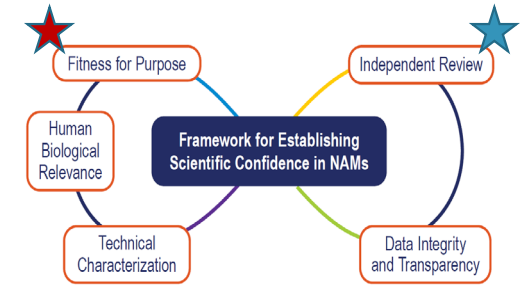 Fitness for Purpose
Independent Review
Human
Biological
Relevance
Framework for Establishing
Scientific Confidence in NAMs
Technical
Characterization
Data Integrity
and Transparency